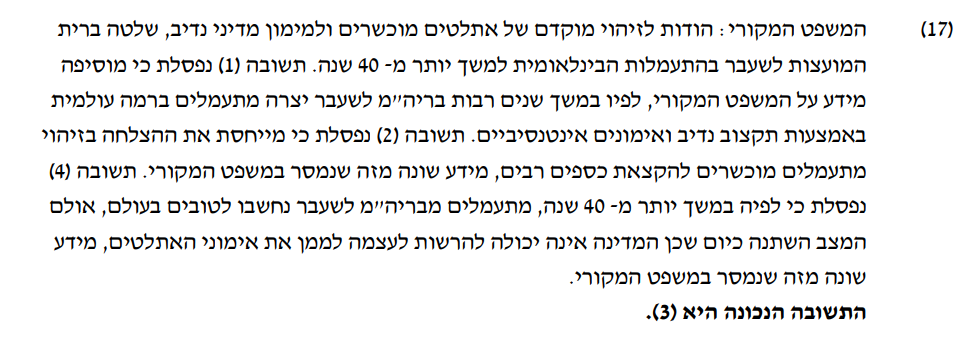 (17) המשפט המקורי: הודות לזיהוי מוקדם של אתלטים מוכשרים ולמימון מדיני נדיב, שלטה ברית
המועצות לשעבר בהתעמלות הבינלאומית למשך יותר מ- 40 שנה. תשובה (1) נפסלת כי מוסיפה
מידע על המשפט המקורי, לפיו במשך שנים רבות בריה״מ לשעבר יצרה מתעמלים ברמה עולמית
באמצעות תקצוב נדיב ואימונים אינטנסיביים. תשובה (2) נפסלת כי מייחסת את ההצלחה בזיהוי
מתעמלים מוכשרים להקצאת כספים רבים, מידע שונה מזה שנמסר במשפט המקורי. תשובה (4)
נפסלת כי לפיה במשך יותר מ- 40 שנה, מתעמלים מבריה״מ לשעבר נחשבו לטובים בעולם, אולם
המצב השתנה כיום שכן המדינה אינה יכולה להרשות לעצמה לממן את אימוני האתלטים, מידע
שונה מזה שנמסר במשפט המקורי.
התשובה הנכונה היא (3).